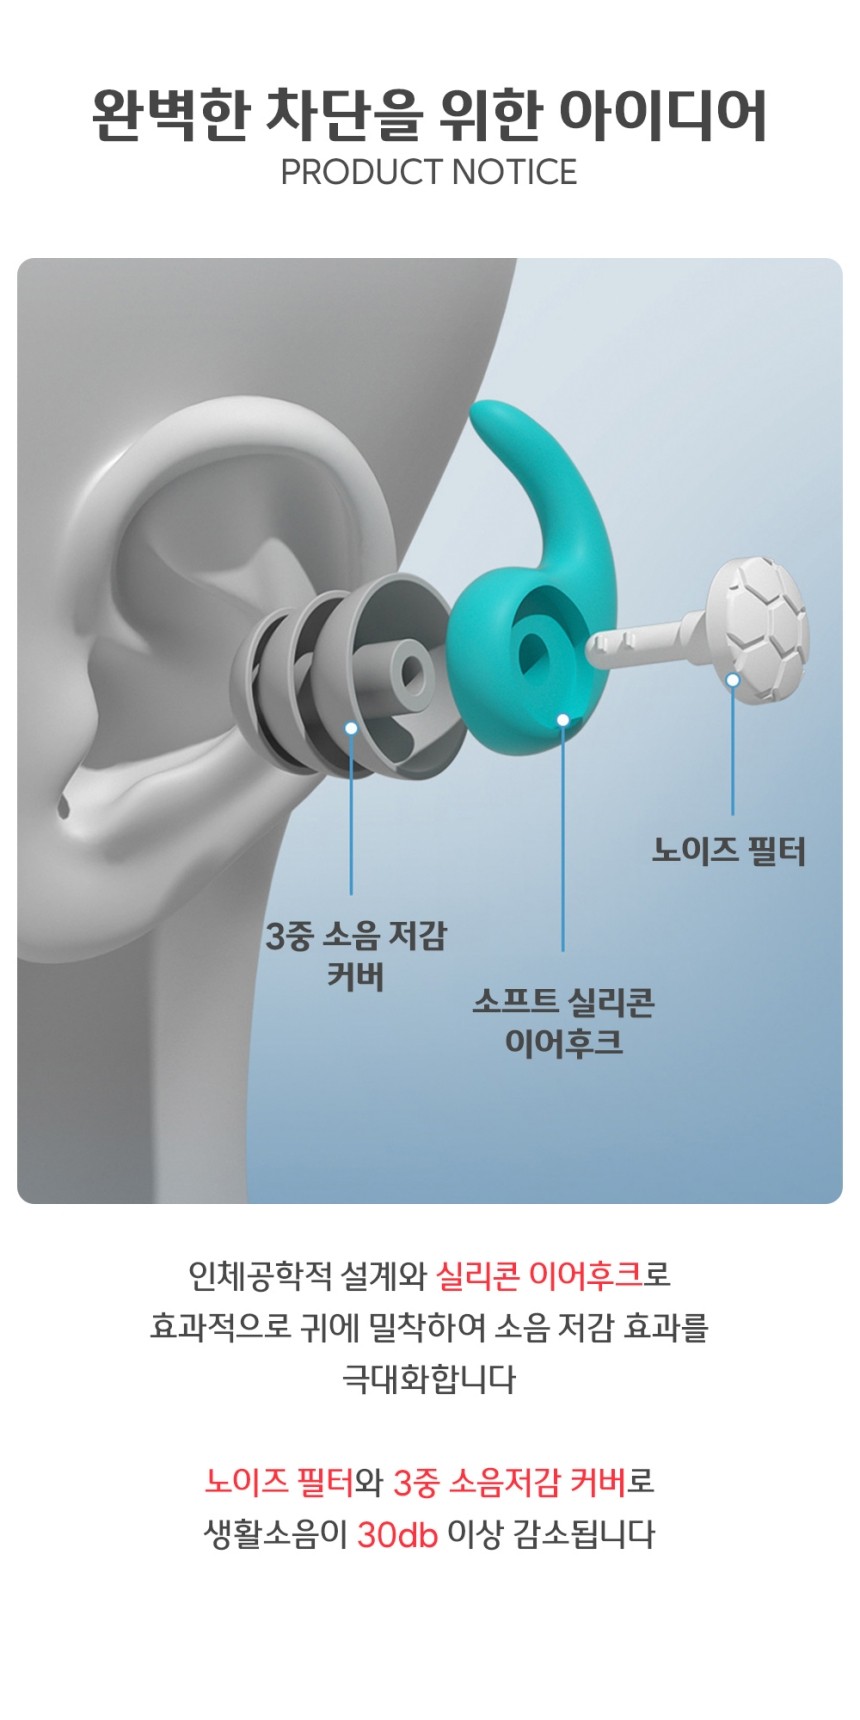 완벽한 차단을 위한 아이디어
PRODUCT NOTICE
노이즈 필터
3중 소음 저감
커버
소프트 실리콘
이어후크
인체공학적 설계와 실리콘 이어후크로
효과적으로 귀에 밀착하여 소음 저감 효과를
극대화합니다
노이즈 필터와 3중 소음저감 커버로
생활소음이 30db 이상 감소됩니다